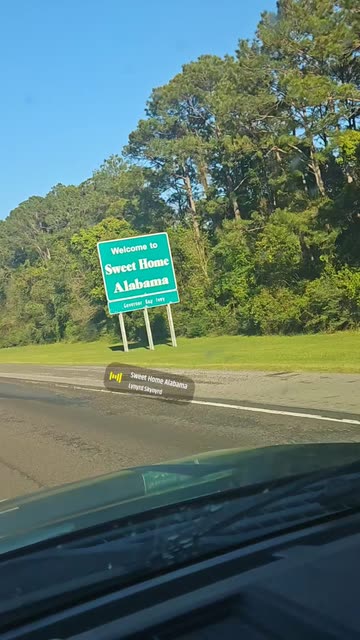 Welcome to
Sweet Home
Alabama
Governor Kay Ivey
Sweet Home Alabama
Lynyrd Skynyrd